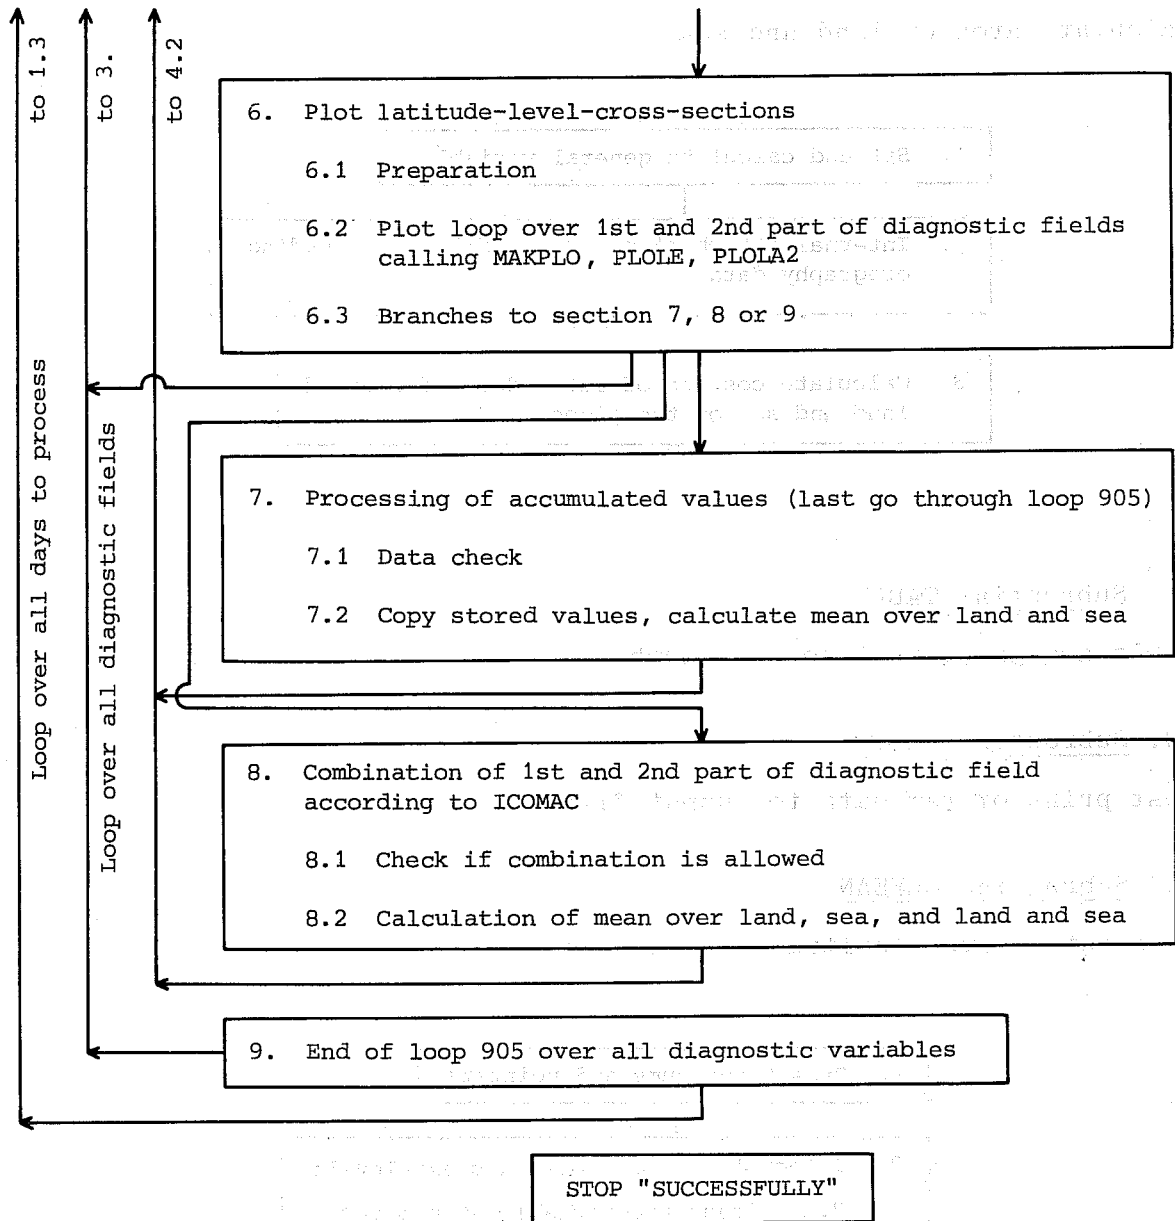 to 1.3
to 3.
to 4.2
Loop over all days to process
Loop over all diagnostic fields
6. Plot latitude-level-cross-sections
6.1 Preparation
6.2 Plot loop over 1st and 2nd part of diagnostic fields
calling MAKPLO, PLOLE, PLOLA2
6.3 Branches to section 7, 8 or 9
7. Processing of accumulated values (last go through loop 905)
7.1 Data check
7.2 Copy stored values, calculate mean over land and sea
8. Combination of 1st and 2nd part of diagnostic field
according to ICOMAC
8.1 Check if combination is allowed
8.2 Calculation of mean over land, sea, and land and sea
9. End of loop 905 over all diagnostic variables
STOP "SUCCESSFULLY"